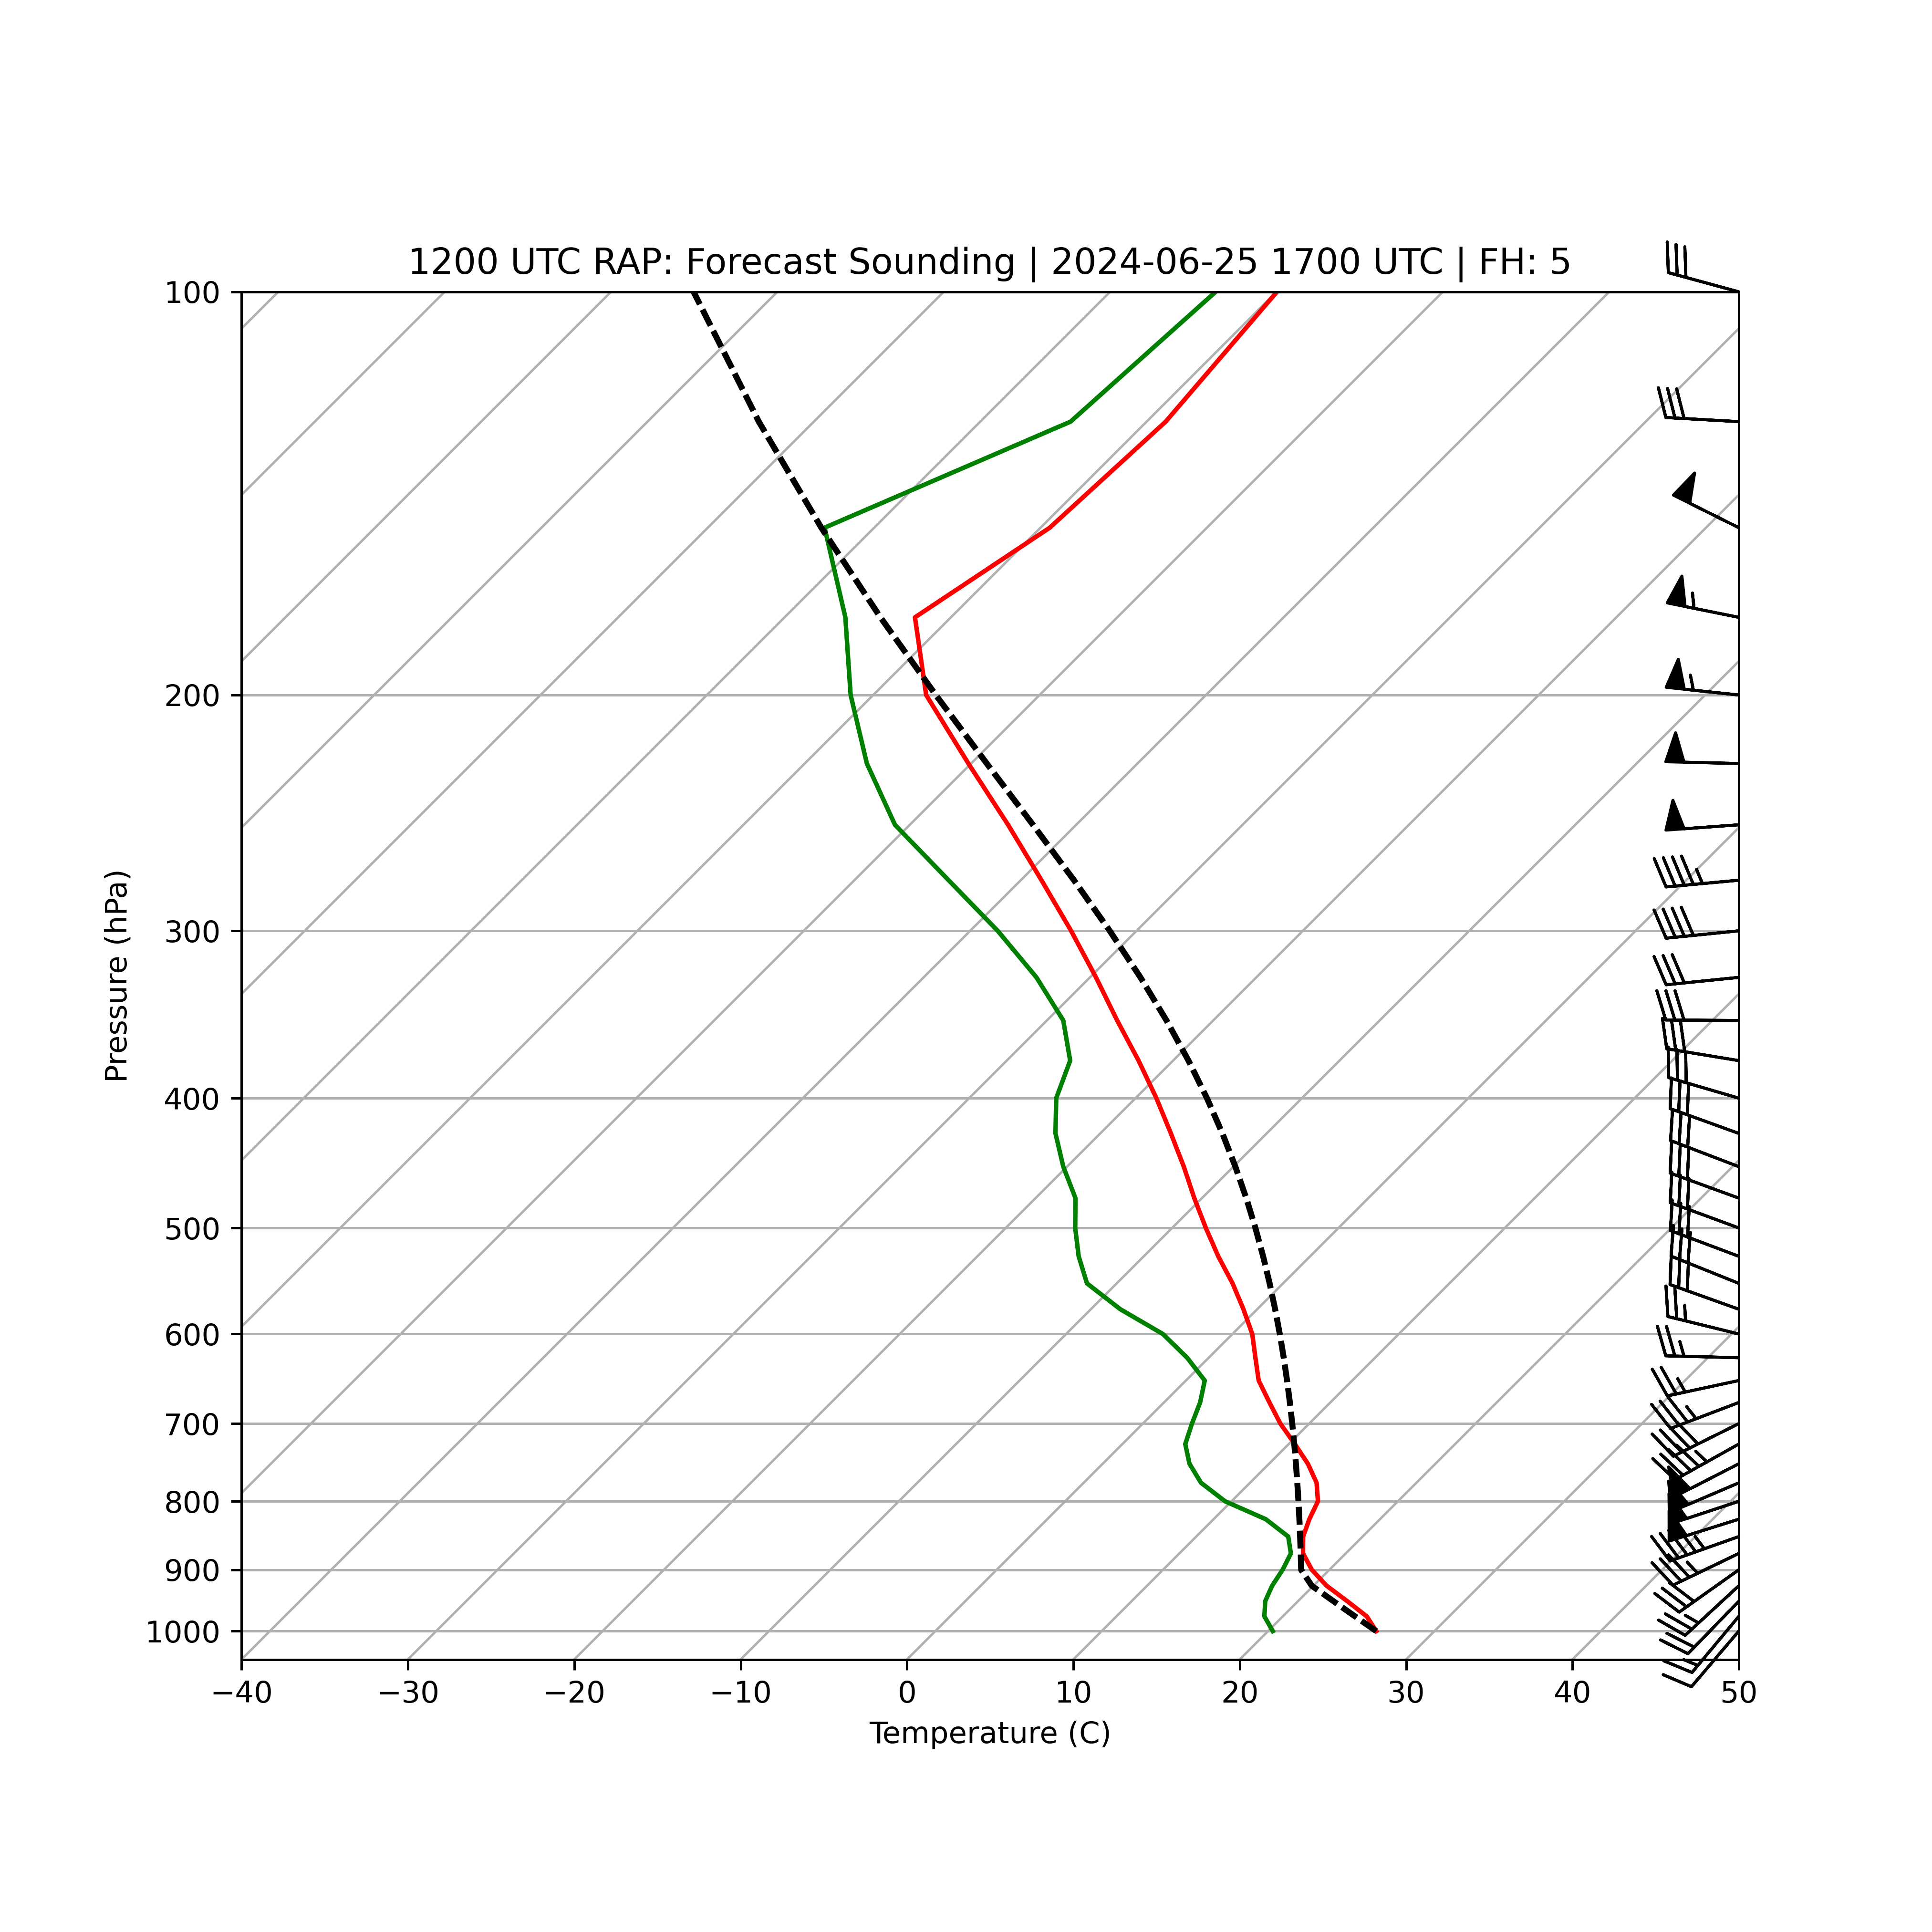 1200 UTC RAP: Forecast Sounding | 2024-06-25 1700 UTC | FH: 5
100
200
300
400
500
600
700
800
900
1000
Pressure (hPa)
−40 −30 −20 −10 0 10 20 30 40 50
Temperature (C)